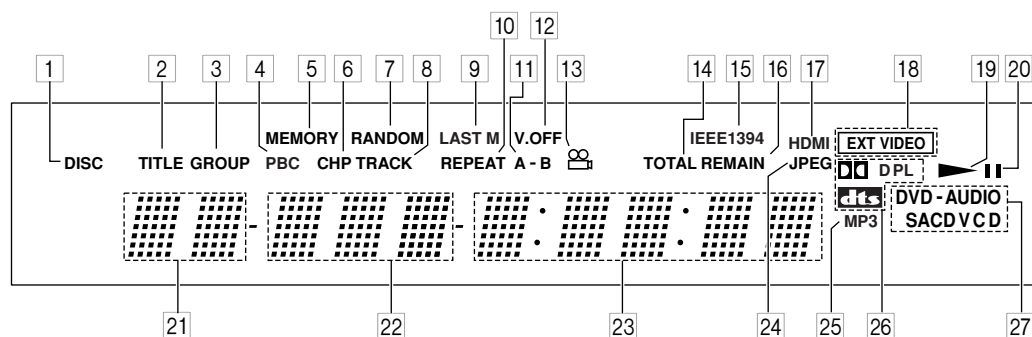 10 12
1 2 3 4 5 6 7 8 9 11 13 14 15 16 17 18 19 20
MEMORY RANDOM LAST M V.OFF IEEE1394 HDMI EXT VIDEO
DISC TITLE GROUP PBC CHP TRACK REPEAT A - B TOTAL REMAIN JPEG D PL
dts DVD - AUDIO
MP3 SACD V C D
21 22 23 24 25 26 27